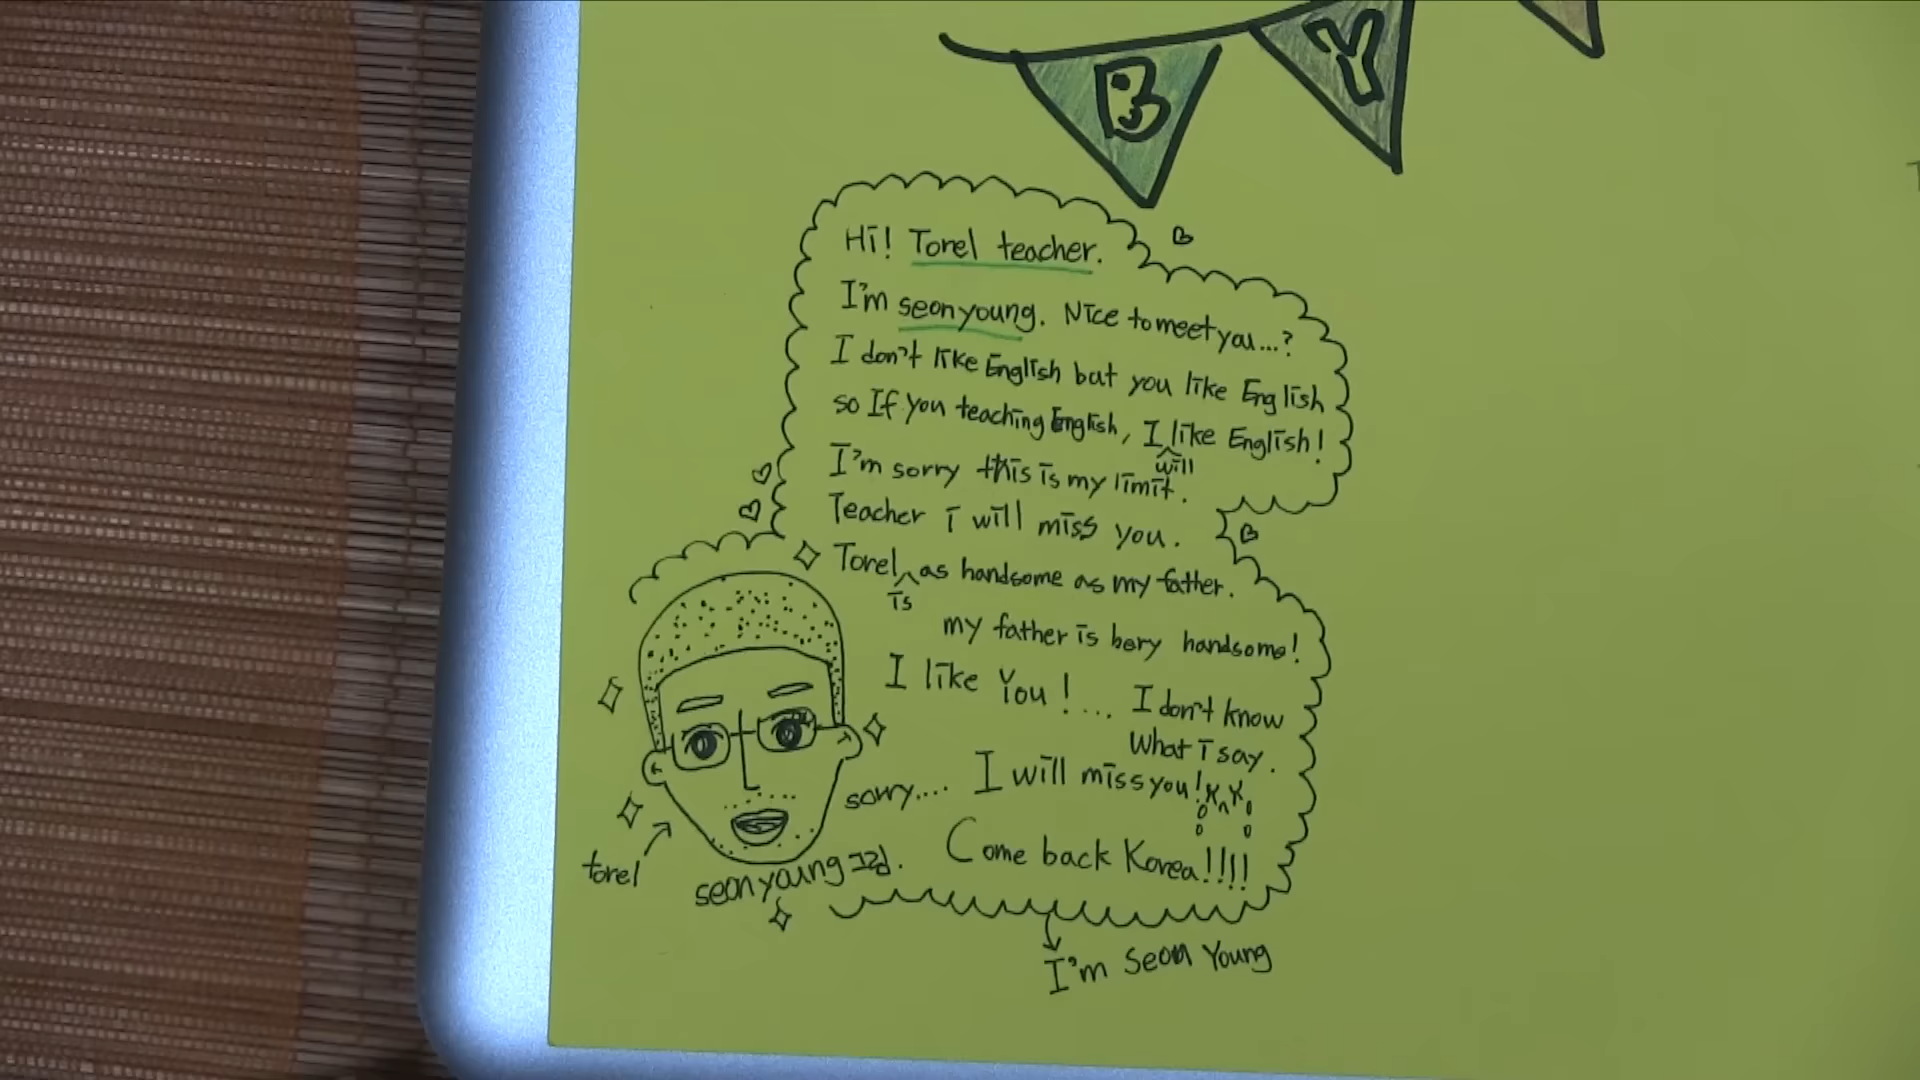 B Y
Hi! Torel teacher.
I'm seonyoung. Nice to meet you...?
I don't like English but you like English
so If you teaching English, I will like English!
I'm sorry this is my limit.
Teacher i will miss you.
Torel is as handsome as my father.
my father is bery handsome!
I like You!... I don't know
What i say.
sorry.... I will miss you!
Come back Korea!!!!
torel
seonyoung 그림.
I'm Seon Young